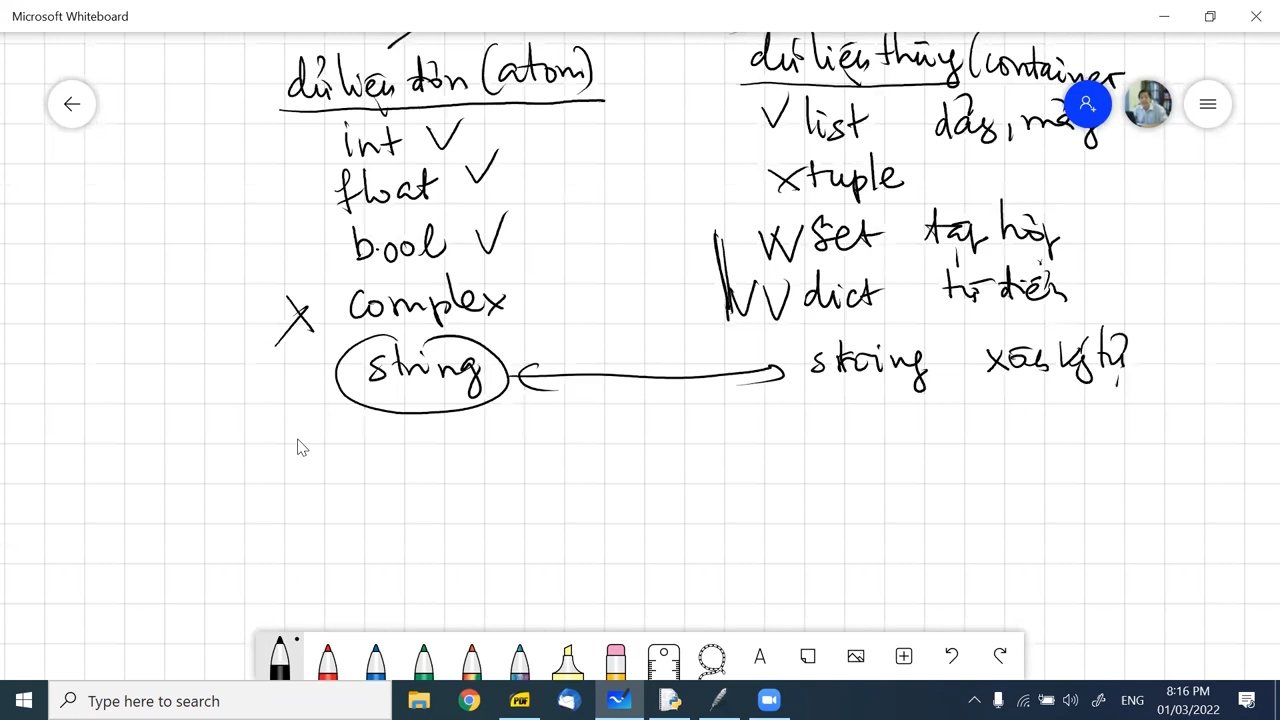 Microsoft Whiteboard
dữ liệu đơn (atom)
int V
float V
bool V
X complex
string
dữ liệu thùng (container
V list dãy, mảng
x tuple
VV set tập hợp
VV dict từ điển
string xâu ký tự
A
Type here to search
PDF
ENG
8:16 PM
01/03/2022